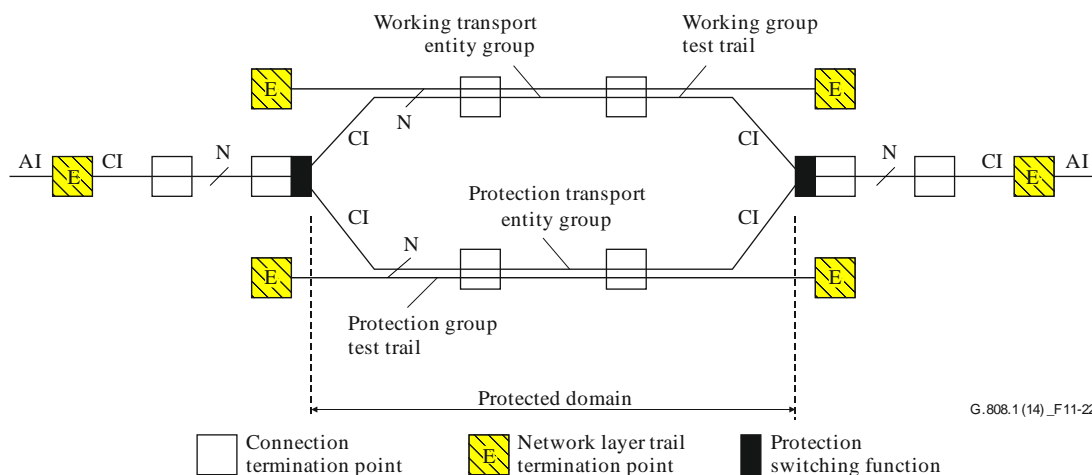 Working transport
entity group
Working group
test trail
E
E
N
CI
CI
AI
E
CI
N
N
CI
E
AI
Protection transport
entity group
CI
N
CI
E
E
Protection group
test trail
Protected domain
G.808.1 (14)_F11-22
Connection
termination point
E
Network layer trail
termination point
Protection
switching function